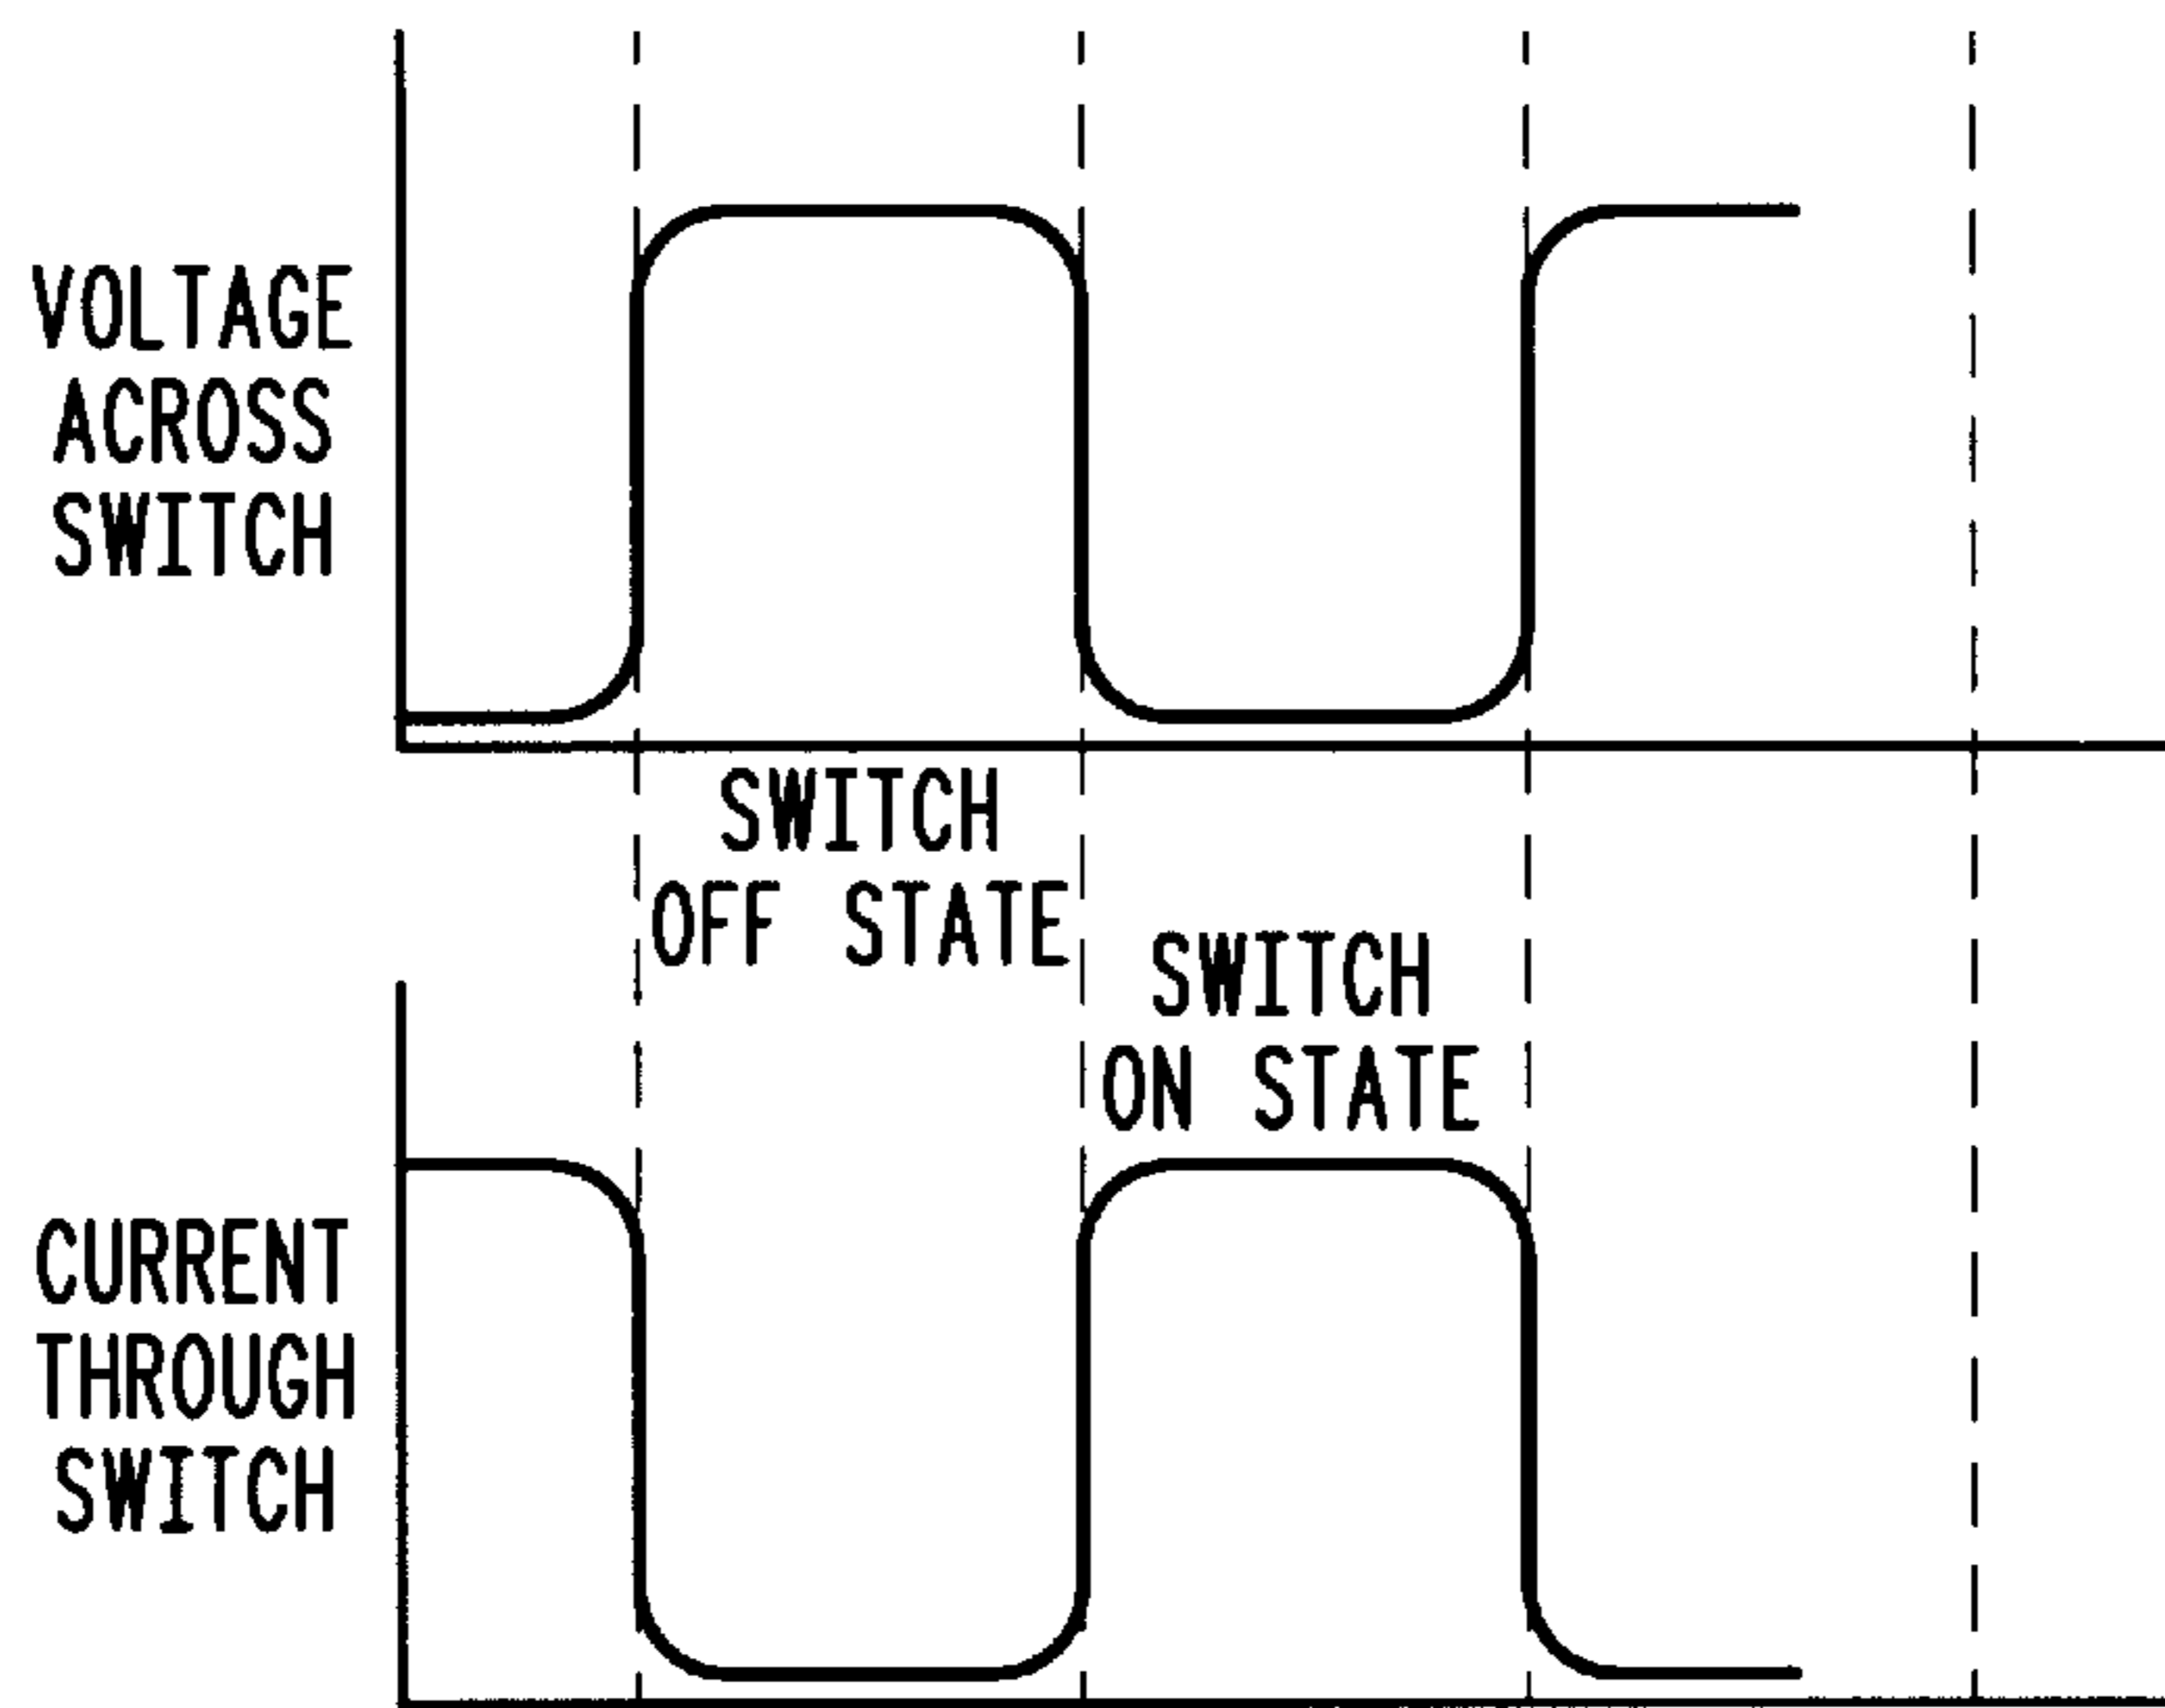 VOLTAGE
ACROSS
SWITCH
SWITCH
OFF STATE
SWITCH
ON STATE
CURRENT
THROUGH
SWITCH